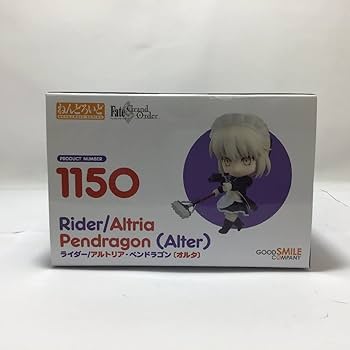 ねんどろいど
Fate Grand Order
PRODUCT NUMBER
1150
Rider/Altria
Pendragon (Alter)
ライダー/アルトリア・ペンドラゴン〔オルタ〕
GOOD SMILE
COMPANY